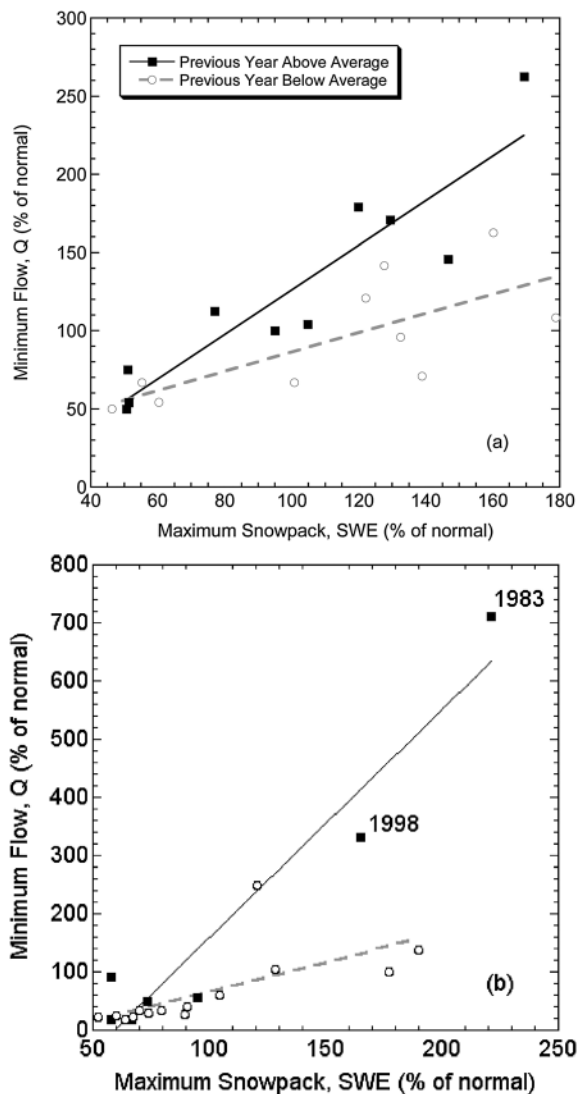 300
Previous Year Above Average
Previous Year Below Average
250
200
150
100
50
0
Minimum Flow, Q (% of normal)
(a)
40 60 80 100 120 140 160 180
Maximum Snowpack, SWE (% of normal)
800
700
600
500
400
300
200
100
0
Minimum Flow, Q (% of normal)
1983
1998
(b)
50 100 150 200 250
Maximum Snowpack, SWE (% of normal)